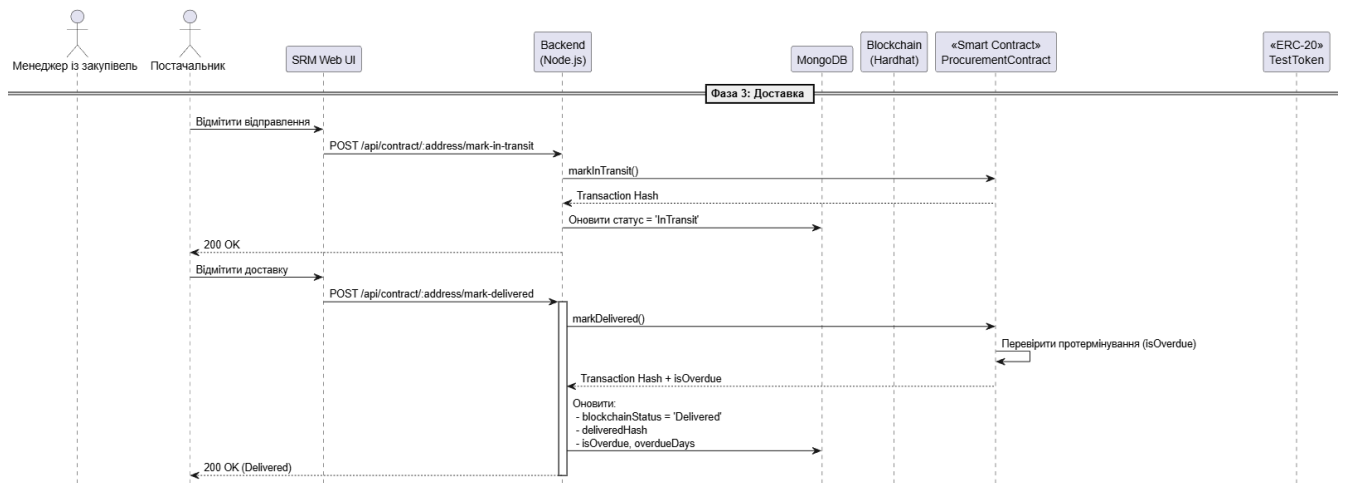 Менеджер із закупівель
Постачальник
SRM Web UI
Backend
(Node.js)
MongoDB
Blockchain
(Hardhat)
«Smart Contract»
ProcurementContract
«ERC-20»
TestToken
Фаза 3: Доставка
Відмітити відправлення
POST /api/contract/:address/mark-in-transit
markInTransit()
Transaction Hash
Оновити статус = 'InTransit'
200 OK
Відмітити доставку
POST /api/contract/:address/mark-delivered
markDelivered()
Перевірити протермінування (isOverdue)
Transaction Hash + isOverdue
Оновити:
- blockchainStatus = 'Delivered'
- deliveredHash
- isOverdue, overdueDays
200 OK (Delivered)